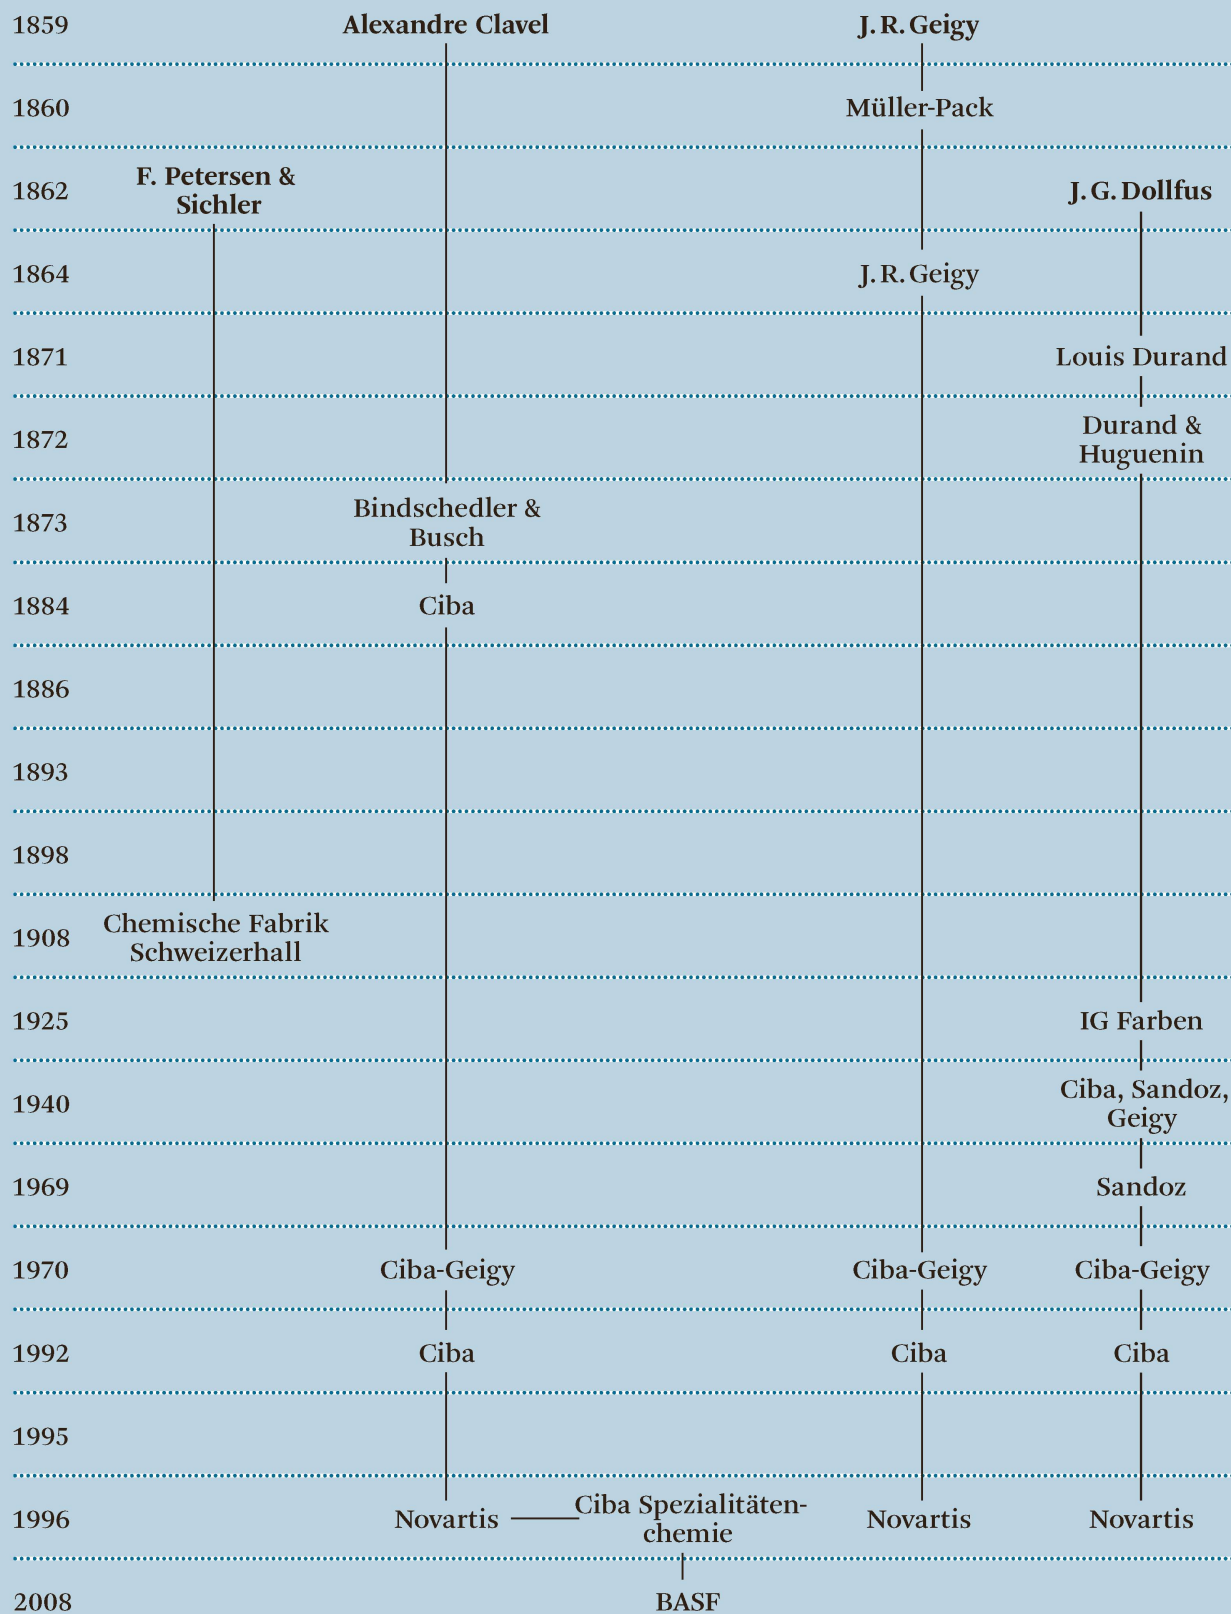 1859 Alexandre Clavel J. R. Geigy
1860 Müller-Pack
1862 F. Petersen &
Sichler J. G. Dollfus
1864 J. R. Geigy
1871 Louis Durand
1872 Durand &
Huguenin
1873 Bindschedler &
Busch
1884 Ciba
1886
1893
1898
1908 Chemische Fabrik
Schweizerhall
1925 IG Farben
1940 Ciba, Sandoz,
Geigy
1969 Sandoz
1970 Ciba-Geigy Ciba-Geigy Ciba-Geigy
1992 Ciba Ciba Ciba
1995
1996 Novartis Ciba Spezialitäten-
chemie Novartis Novartis
2008 BASF